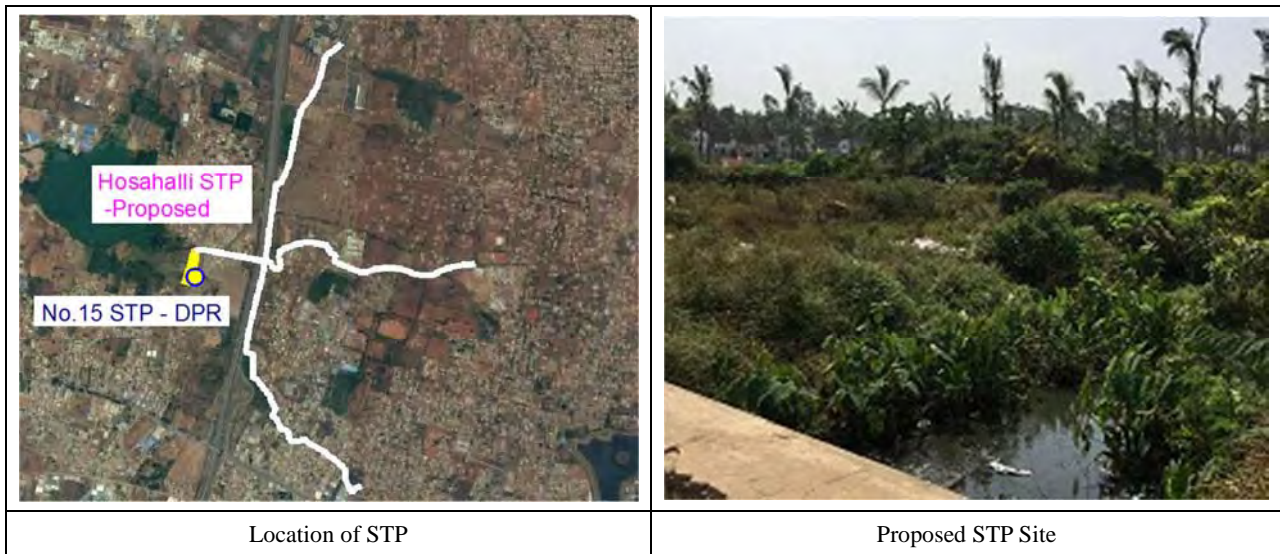 Hosahalli STP
-Proposed
No.15 STP - DPR
Location of STP
Proposed STP Site